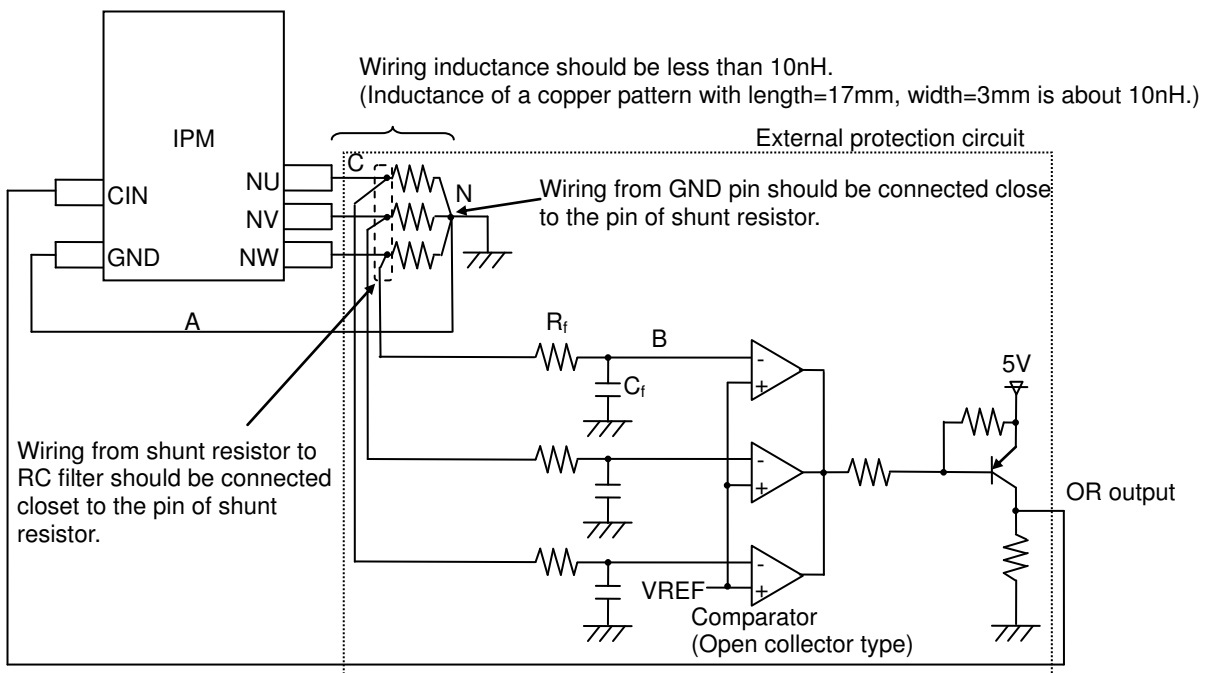 Wiring inductance should be less than 10nH.
(Inductance of a copper pattern with length=17mm, width=3mm is about 10nH.)
IPM
External protection circuit
C
NU
CIN
N
Wiring from GND pin should be connected close
to the pin of shunt resistor.
NV
GND
NW
A
Rf
B
5V
-
+
Cf
Wiring from shunt resistor to
RC filter should be connected
closet to the pin of shunt
resistor.
-
+
OR output
-
+
VREF
Comparator
(Open collector type)